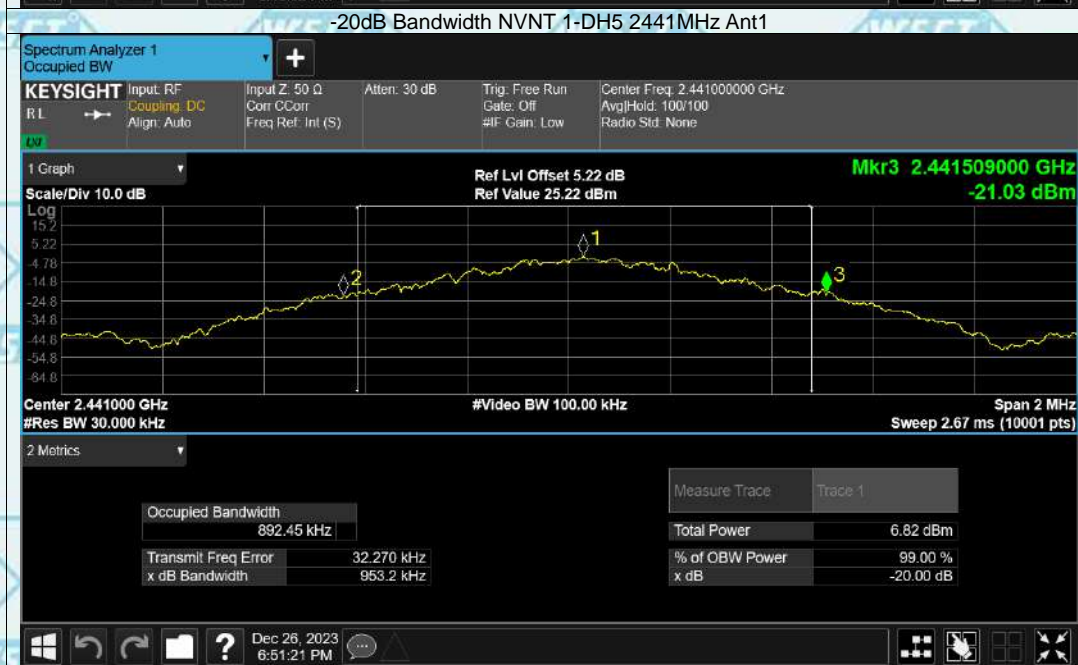 -20dB Bandwidth NVNT 1-DH5 2441MHz Ant1
Spectrum Analyzer 1
Occupied BW
+
KEYSIGHT Input: RF Input Z: 50 Ω Atten: 30 dB Trig: Free Run Center Freq: 2.441000000 GHz
R L Coupling: DC Corr CCorr Gate: Off Avg|Hold: 100/100
Align: Auto Freq Ref: Int (S) #IF Gain: Low Radio Std: None
LXI
1 Graph Ref Lvl Offset 5.22 dB Mkr3 2.441509000 GHz
Scale/Div 10.0 dB Ref Value 25.22 dBm -21.03 dBm
Log
15.2
5.22
-4.78
-14.8
-24.8
-34.8
-44.8
-54.8
-64.8
1
2
3
Center 2.441000 GHz #Video BW 100.00 kHz Span 2 MHz
#Res BW 30.000 kHz Sweep 2.67 ms (10001 pts)
2 Metrics
Measure Trace Trace 1
Occupied Bandwidth
892.45 kHz Total Power 6.82 dBm
Transmit Freq Error 32.270 kHz % of OBW Power 99.00 %
x dB Bandwidth 953.2 kHz x dB -20.00 dB
? Dec 26, 2023
6:51:21 PM